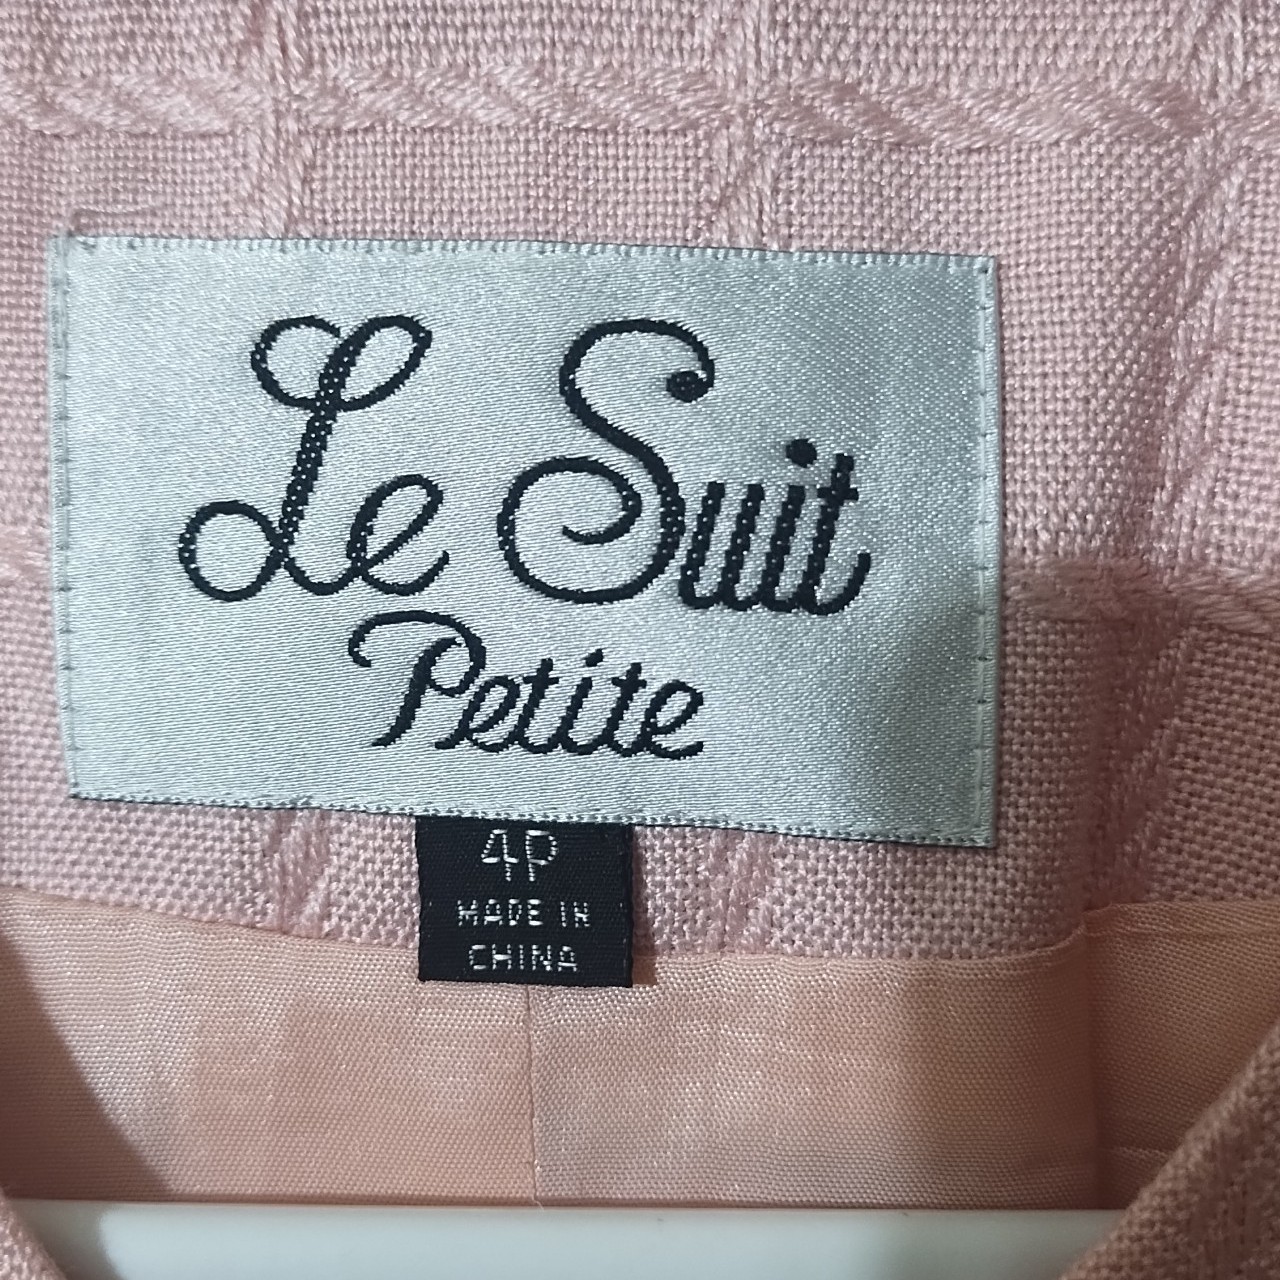 Le Suit
Petite
4P
MADE IN
CHINA